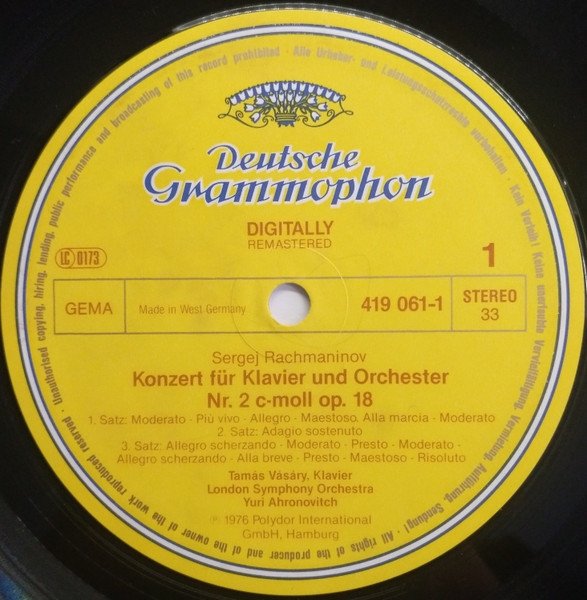 Deutsche
Grammophon
DIGITALLY
REMASTERED
1
LC 0173
GEMA
Made in West Germany
419 061-1
STEREO
33
Sergej Rachmaninov
Konzert für Klavier und Orchester
Nr. 2 c-moll op. 18
1. Satz: Moderato - Più vivo - Allegro - Maestoso. Alla marcia - Moderato
2. Satz: Adagio sostenuto
3. Satz: Allegro scherzando - Moderato - Presto - Moderato -
Allegro scherzando - Alla breve - Presto - Maestoso - Risoluto
Tamás Vásáry, Klavier
London Symphony Orchestra
Yuri Ahronovitch
℗ 1976 Polydor International
GmbH, Hamburg
Alle Urheber- und Leistungsschutzrechte vorbehalten · Kein Verleih! Keine unerlaubte Vervielfältigung, Vermietung, Aufführung, Sendung! · All rights of the producer and of the owner of the work reproduced reserved · Unauthorised copying, hiring, lending, public performance and broadcasting of this record prohibited ·